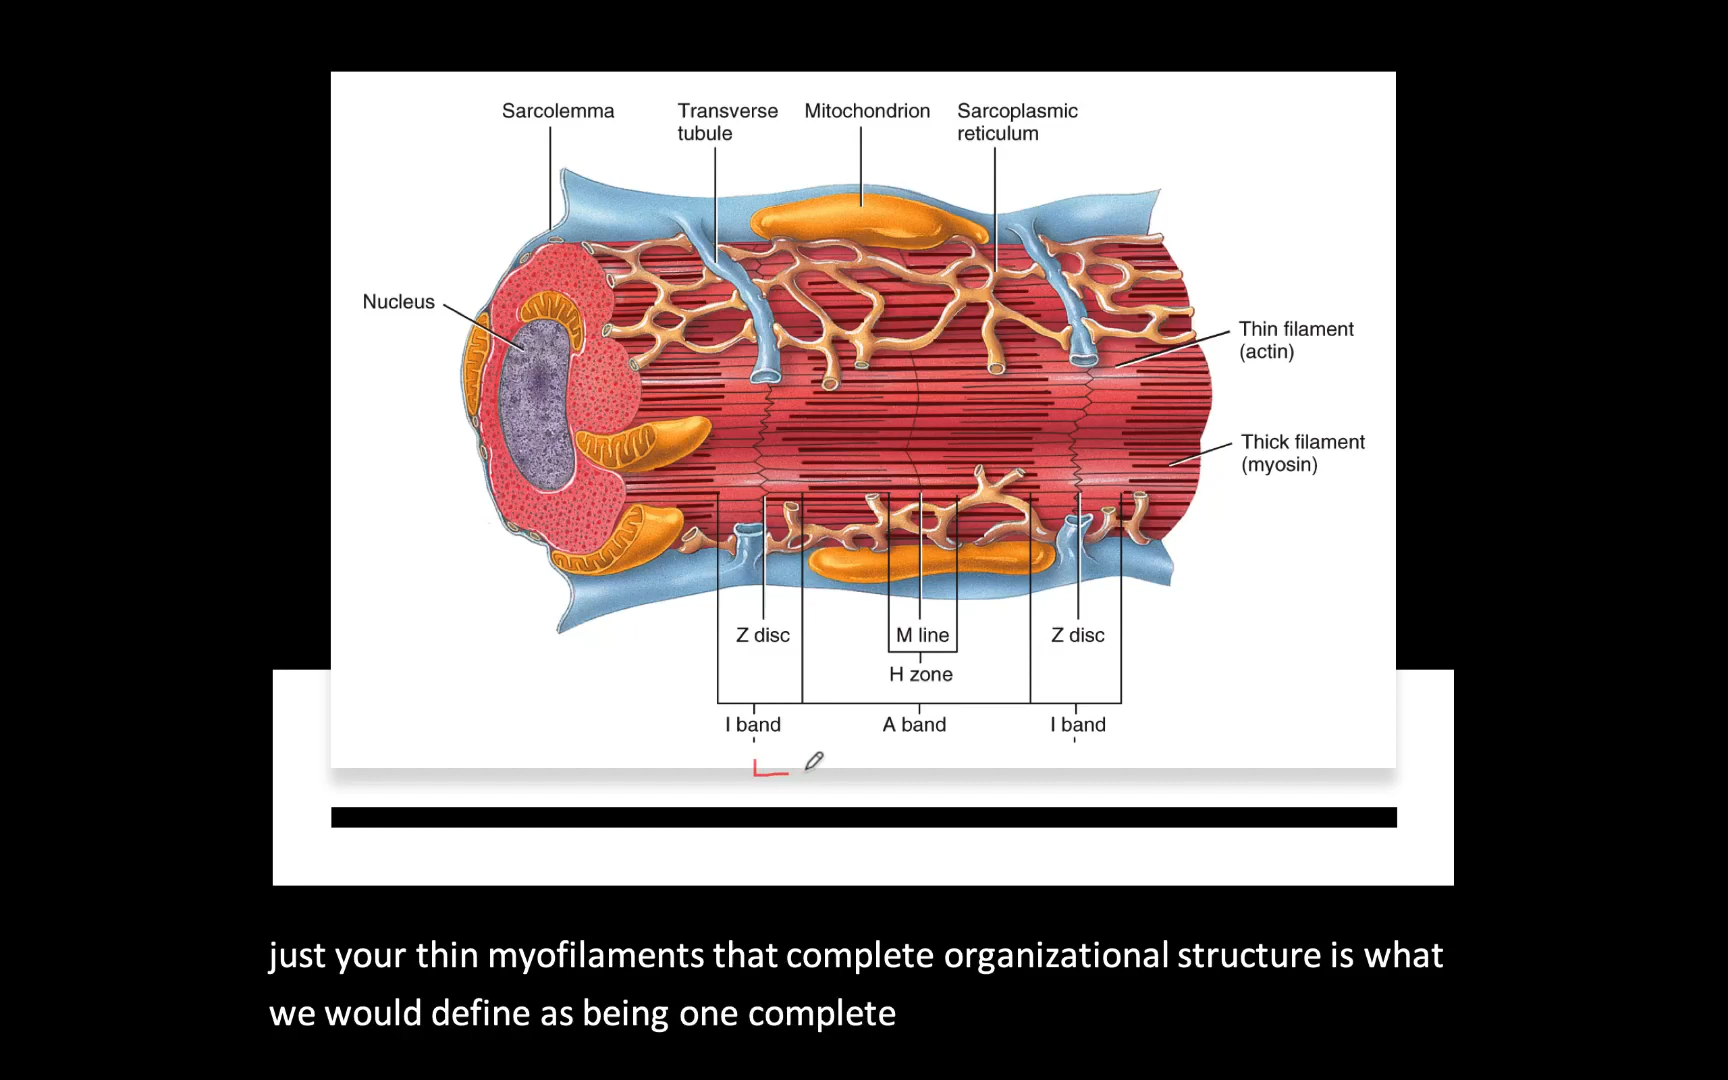 Sarcolemma
Transverse
tubule
Mitochondrion
Sarcoplasmic
reticulum
Nucleus
Thin filament
(actin)
Thick filament
(myosin)
Z disc
M line
Z disc
H zone
I band
A band
I band
just your thin myofilaments that complete organizational structure is what
we would define as being one complete